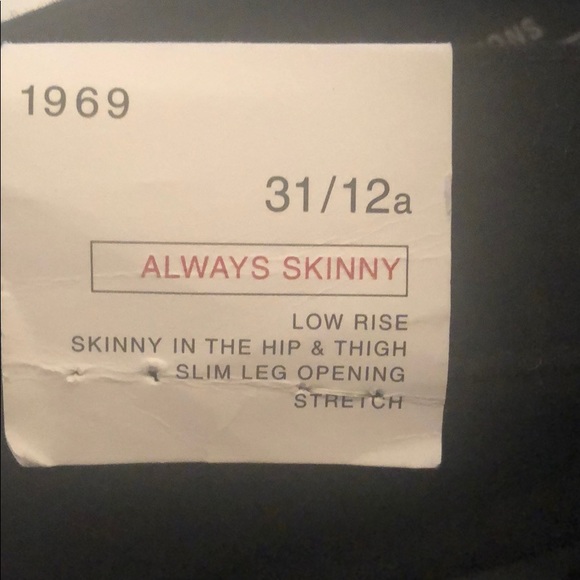 1969
31/12a
ALWAYS SKINNY
LOW RISE
SKINNY IN THE HIP & THIGH
SLIM LEG OPENING
STRETCH